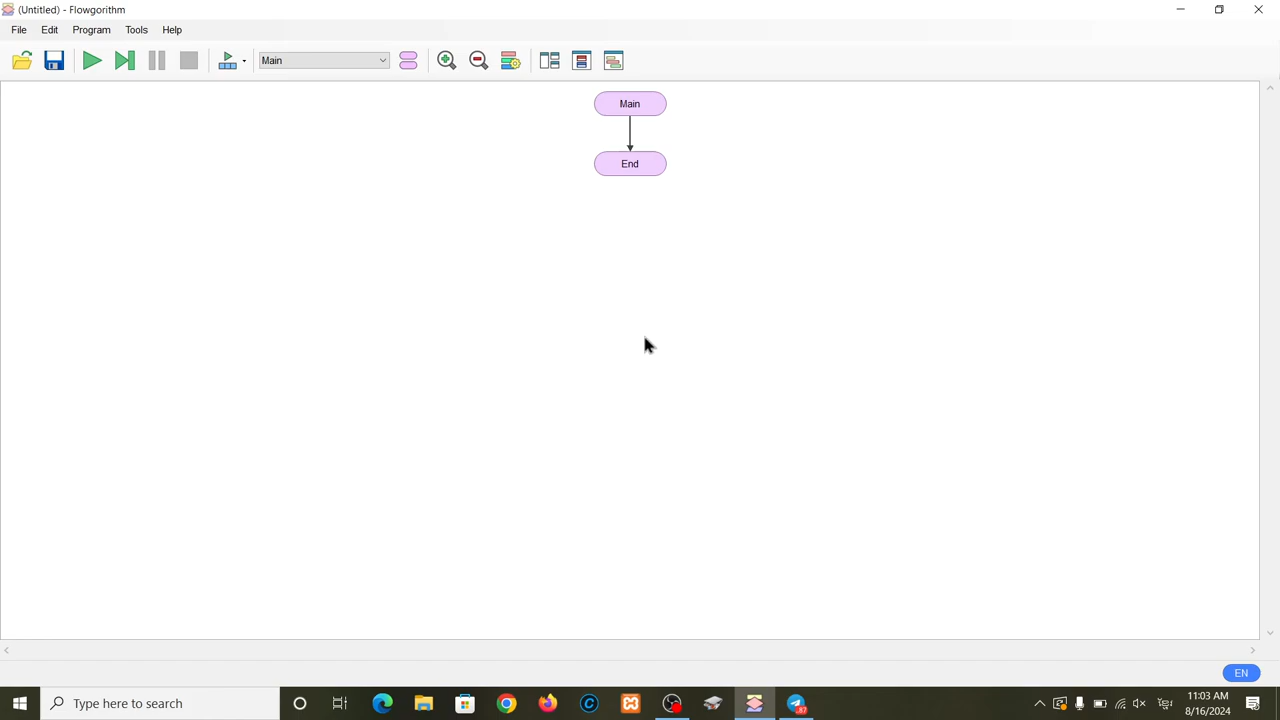 (Untitled) - Flowgorithm
File Edit Program Tools Help
Main
Main
End
EN
Type here to search
87
11:03 AM
8/16/2024